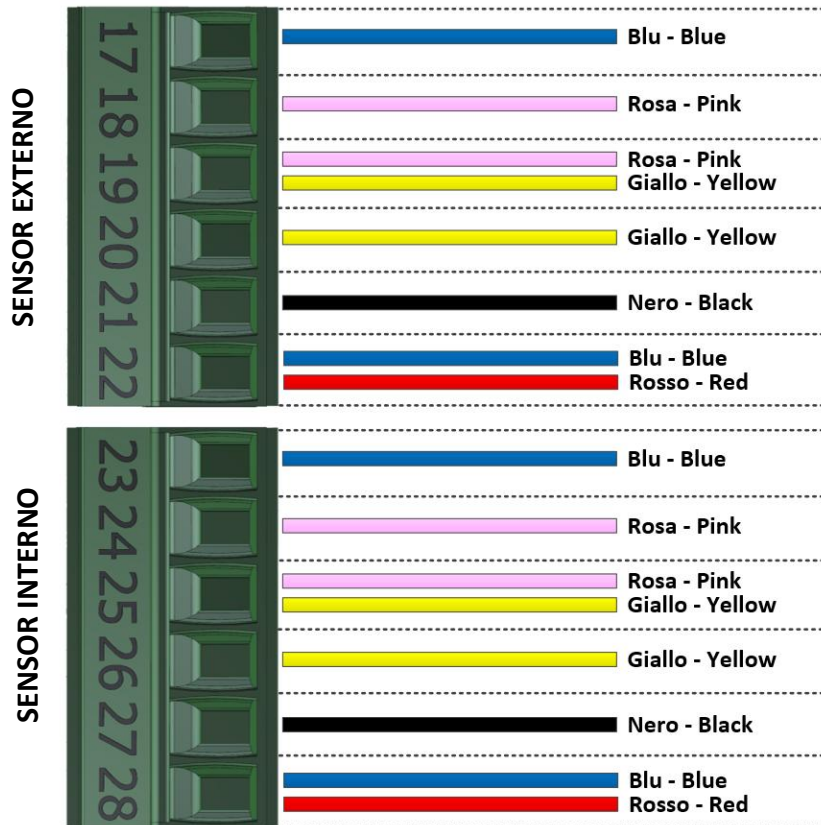 SENSOR EXTERNO
17
Blu - Blue
18
Rosa - Pink
19
Rosa - Pink
Giallo - Yellow
20
Giallo - Yellow
21
Nero - Black
22
Blu - Blue
Rosso - Red
SENSOR INTERNO
23
Blu - Blue
24
Rosa - Pink
25
Rosa - Pink
Giallo - Yellow
26
Giallo - Yellow
27
Nero - Black
28
Blu - Blue
Rosso - Red